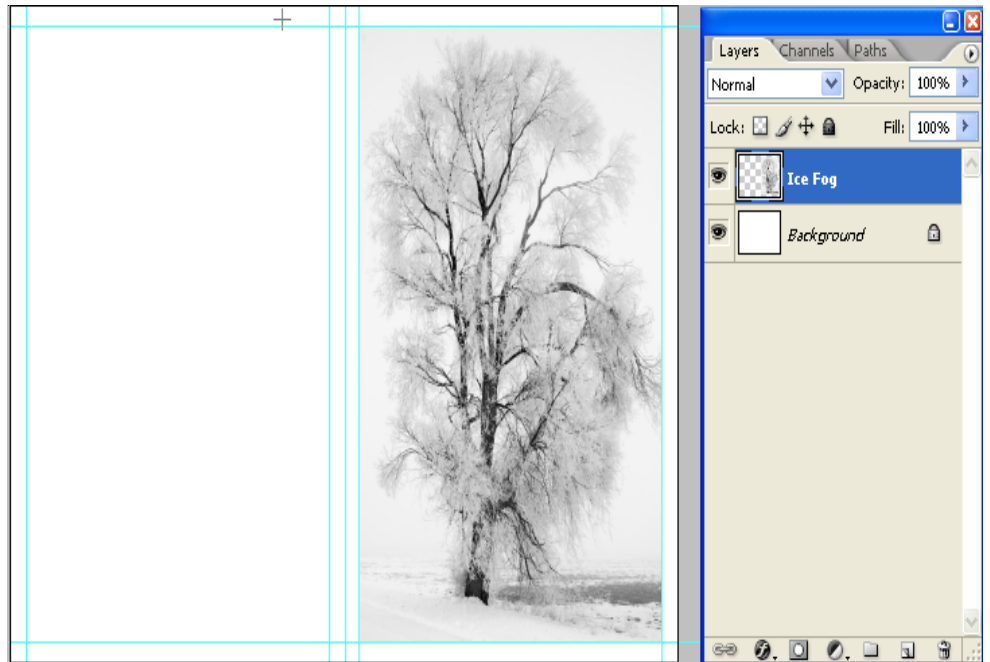 Layers Channels Paths
Normal Opacity: 100%
Lock: Fill: 100%
Ice Fog
Background